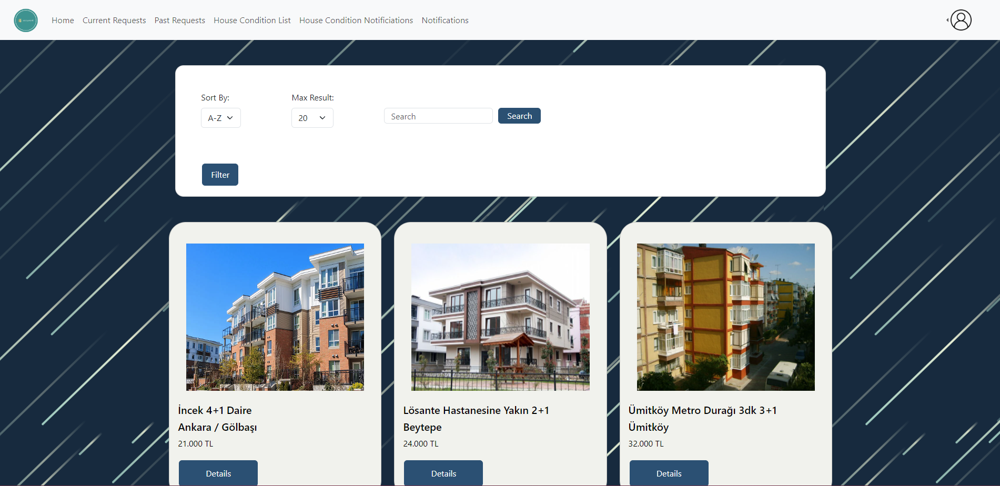 Home Current Requests Past Requests House Condition List House Condition Notificiations Notifications
Sort By: Max Result:
A-Z 20 Search Search
Filter
İncek 4+1 Daire
Ankara / Gölbaşı
21.000 TL
Details
Lösante Hastanesine Yakın 2+1
Beytepe
24.000 TL
Details
Ümitköy Metro Durağı 3dk 3+1
Ümitköy
32.000 TL
Details